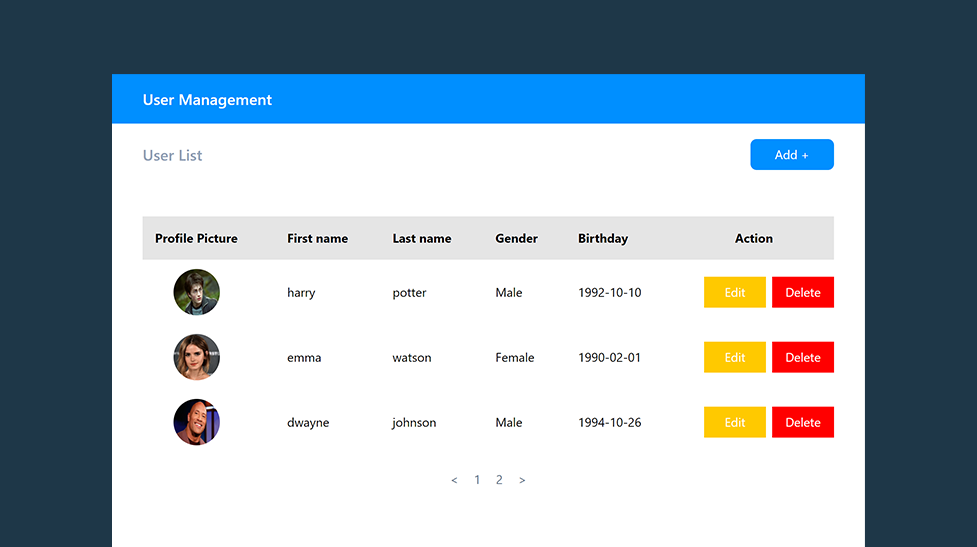 User Management
User List Add +
Profile Picture First name Last name Gender Birthday Action
harry potter Male 1992-10-10 Edit Delete
emma watson Female 1990-02-01 Edit Delete
dwayne johnson Male 1994-10-26 Edit Delete
< 1 2 >